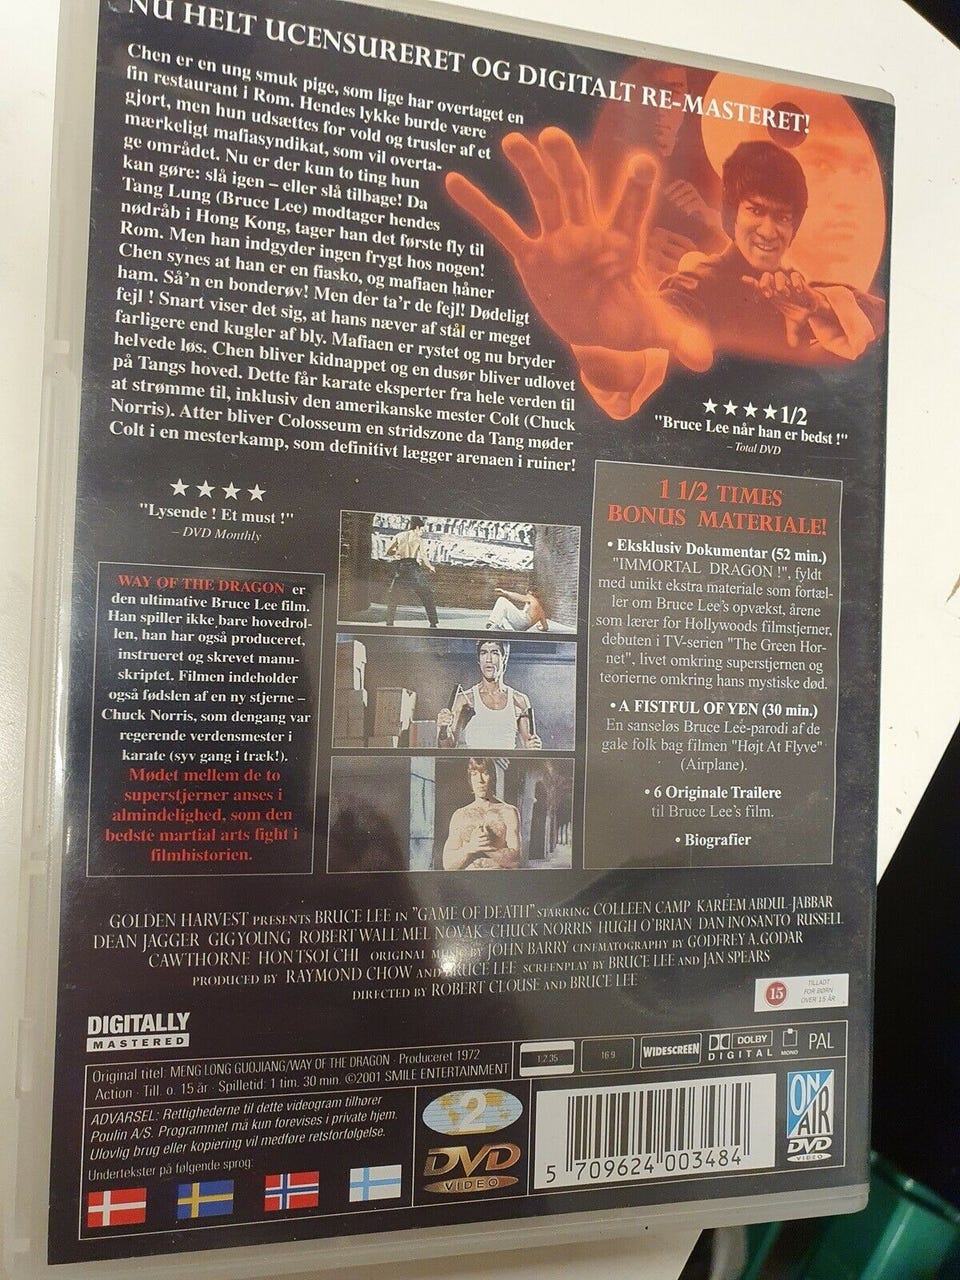 NU HELT UCENSURERET OG DIGITALT RE-MASTERET!
Chen er en ung smuk pige, som lige har overtaget en
fin restaurant i Rom. Hendes lykke burde være
gjort, men hun udsættes for vold og trusler af et
mærkeligt mafiasyndikat, som vil overta-
ge området. Nu er der kun to ting hun
kan gøre: slå igen – eller slå tilbage! Da
Tang Lung (Bruce Lee) modtager hendes
nødråb i Hong Kong, tager han det første fly til
Rom. Men han indgyder ingen frygt hos nogen!
Chen synes at han er en fiasko, og mafiaen håner
ham. Så'n en bonderøv! Men der ta'r de fejl! Dødeligt
fejl ! Snart viser det sig, at hans næver af stål er meget
farligere end kugler af bly. Mafiaen er rystet og nu bryder
helvede løs. Chen bliver kidnappet og en dusør bliver udlovet
på Tangs hoved. Dette får karate eksperter fra hele verden til
at strømme til, inklusiv den amerikanske mester Colt (Chuck
Norris). Atter bliver Colosseum en stridszone da Tang møder
Colt i en mesterkamp, som definitivt lægger arenaen i ruiner!
★★★★1/2
"Bruce Lee når han er bedst !"
– Total DVD
★★★★
"Lysende ! Et must !"
– DVD Monthly
WAY OF THE DRAGON er
den ultimative Bruce Lee film.
Han spiller ikke bare hovedrol-
len, han har også produceret,
instrueret og skrevet manu-
skriptet. Filmen indeholder
også fødslen af en ny stjerne –
Chuck Norris, som dengang var
regerende verdensmester i
karate (syv gang i træk!).
Mødet mellem de to
superstjerner anses i
almindelighed, som den
bedste martial arts fight i
filmhistorien.
1 1/2 TIMES
BONUS MATERIALE!
• Eksklusiv Dokumentar (52 min.)
"IMMORTAL DRAGON !", fyldt
med unikt ekstra materiale som fortæl-
ler om Bruce Lee's opvækst, årene
som lærer for Hollywoods filmstjerner,
debuten i TV-serien "The Green Hor-
net", livet omkring superstjernen og
teorierne omkring hans mystiske død.
• A FISTFUL OF YEN (30 min.)
En sanseløs Bruce Lee-parodi af de
gale folk bag filmen "Højt At Flyve"
(Airplane).
• 6 Originale Trailere
til Bruce Lee's film.
• Biografier
GOLDEN HARVEST PRESENTS BRUCE LEE IN "GAME OF DEATH" STARRING COLLEEN CAMP KAREEM ABDUL-JABBAR
DEAN JAGGER GIG YOUNG ROBERT WALL MEL NOVAK CHUCK NORRIS HUGH O'BRIAN DAN INOSANTO RUSSELL
CAWTHORNE HON TSOI CHI ORIGINAL MUSIC BY JOHN BARRY CINEMATOGRAPHY BY GODFREY A. GODAR
PRODUCED BY RAYMOND CHOW AND BRUCE LEE SCREENPLAY BY BRUCE LEE AND JAN SPEARS
DIRECTED BY ROBERT CLOUSE AND BRUCE LEE
15 TILLADT
FOR BØRN
OVER 15 ÅR
DIGITALLY
MASTERED
Original titel: MENG LONG GUOJIANG/WAY OF THE DRAGON · Produceret 1972
Action · Till. o. 15 år · Spilletid: 1 tim. 30 min. ©2001 SMILE ENTERTAINMENT
1:2.35
16:9
WIDESCREEN
DOLBY
DIGITAL
MONO
PAL
ADVARSEL: Rettighederne til dette videogram tilhører
Poulin A/S. Programmet må kun forevises i private hjem.
Ulovlig brug eller kopiering vil medføre retsforfølgelse.
Undertekster på følgende sprog:
2
DVD
VIDEO
5 709624 003484
ON
AIR
DVD
VIDEO